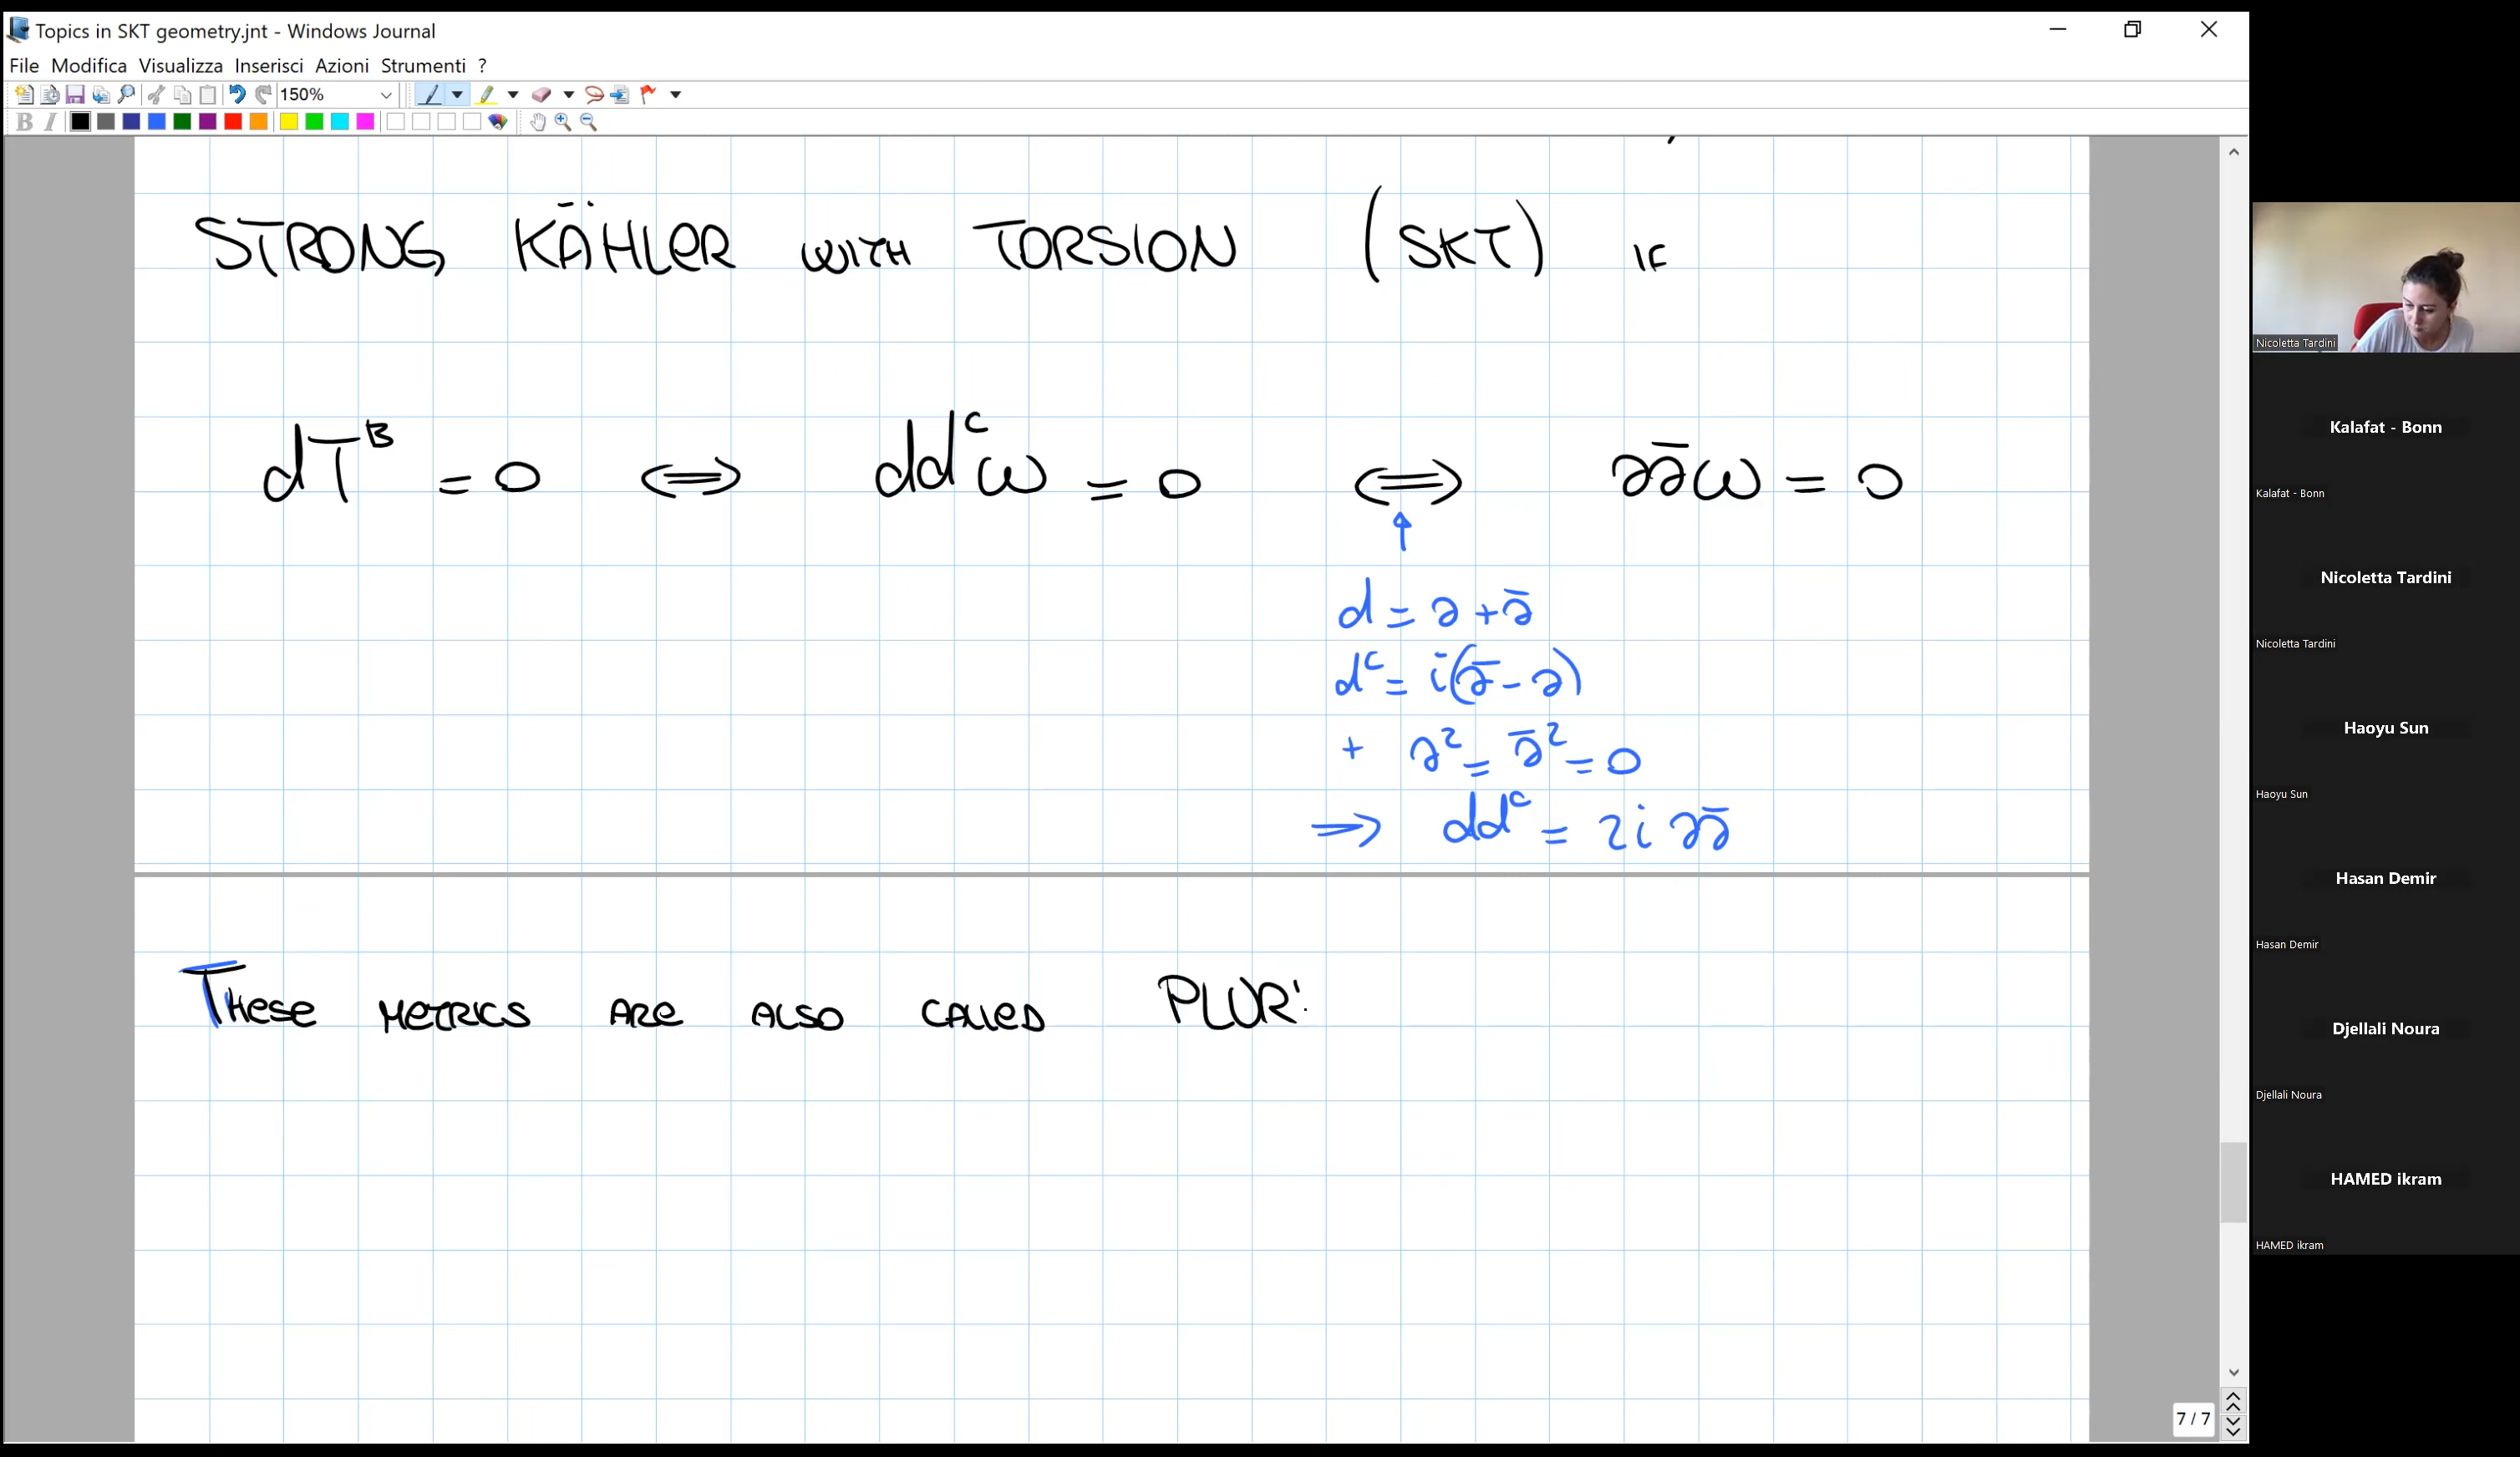 Topics in SKT geometry.jnt - Windows Journal
File Modifica Visualizza Inserisci Azioni Strumenti ?
150%
B I
STRONG KÄHLER WITH TORSION (SKT) IF
dT^B = 0 ⟺ dd^c ω = 0 ⟺ ∂∂̄ω = 0
↑
d = ∂ + ∂̄
d^c = i(∂̄ - ∂)
+ ∂² = ∂̄² = 0
⟹ dd^c = 2i ∂∂̄
THESE METRICS ARE ALSO CALLED PLURI
7 / 7
Nicoletta Tardini
Kalafat - Bonn
Kalafat - Bonn
Nicoletta Tardini
Nicoletta Tardini
Haoyu Sun
Haoyu Sun
Hasan Demir
Hasan Demir
Djellali Noura
Djellali Noura
HAMED ikram
HAMED ikram